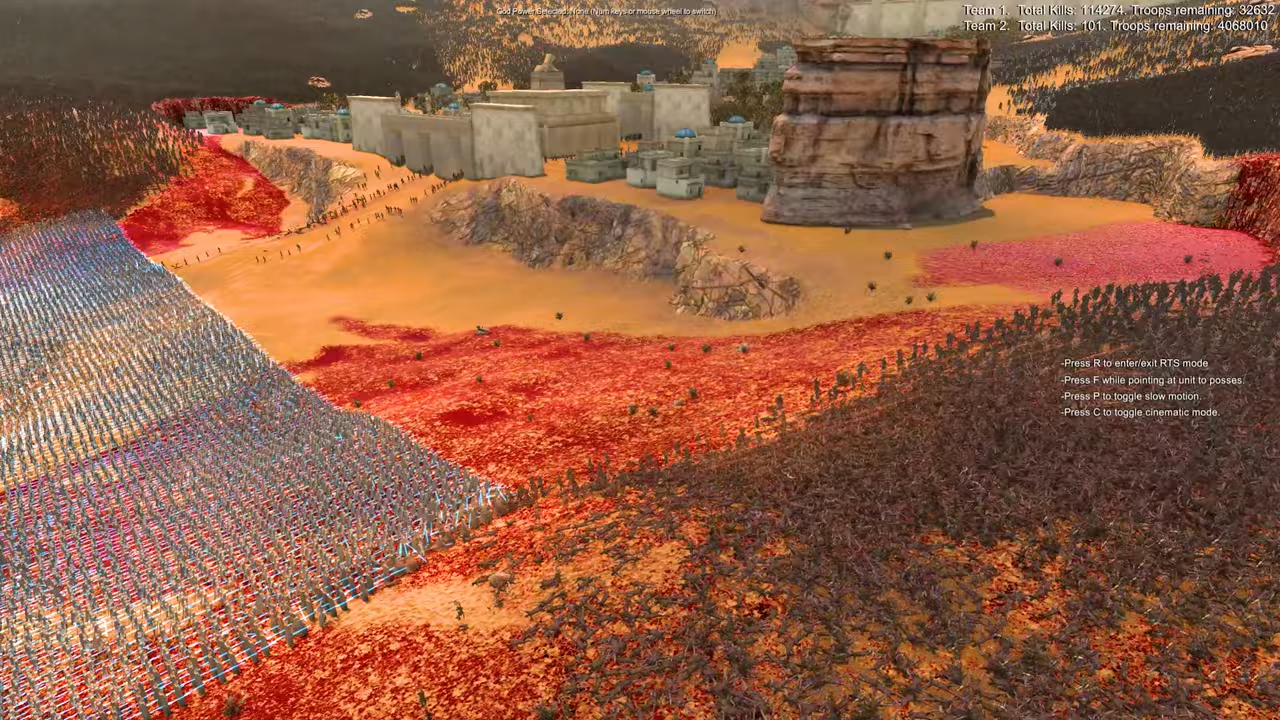 God Power Selected: None (Num keys or mouse wheel to switch)
Team 1. Total Kills: 114274. Troops remaining: 32632
Team 2. Total Kills: 101. Troops remaining: 4068010
-Press R to enter/exit RTS mode
-Press F while pointing at unit to posses.
-Press P to toggle slow motion.
-Press C to toggle cinematic mode.